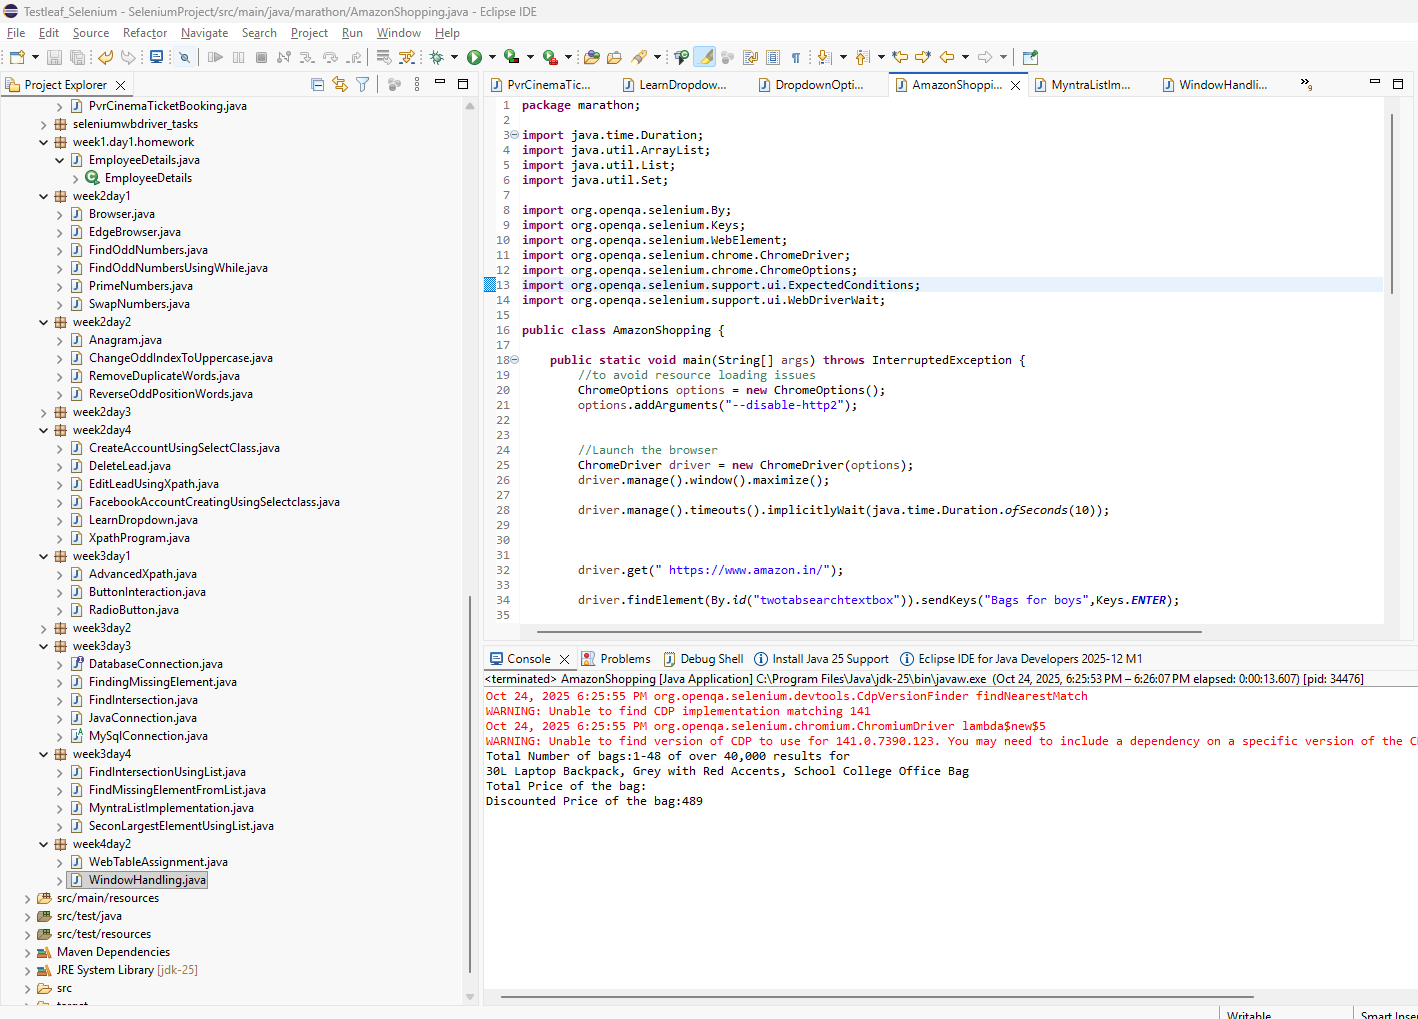 Testleaf_Selenium - SeleniumProject/src/main/java/marathon/AmazonShopping.java - Eclipse IDE
File Edit Source Refactor Navigate Search Project Run Window Help
Project Explorer
PvrCinemaTicketBooking.java
seleniumwbdriver_tasks
week1.day1.homework
EmployeeDetails.java
EmployeeDetails
week2day1
Browser.java
EdgeBrowser.java
FindOddNumbers.java
FindOddNumbersUsingWhile.java
PrimeNumbers.java
SwapNumbers.java
week2day2
Anagram.java
ChangeOddIndexToUppercase.java
RemoveDuplicateWords.java
ReverseOddPositionWords.java
week2day3
week2day4
CreateAccountUsingSelectClass.java
DeleteLead.java
EditLeadUsingXpath.java
FacebookAccountCreatingUsingSelectclass.java
LearnDropdown.java
XpathProgram.java
week3day1
AdvancedXpath.java
ButtonInteraction.java
RadioButton.java
week3day2
week3day3
DatabaseConnection.java
FindingMissingElement.java
FindIntersection.java
JavaConnection.java
MySqlConnection.java
week3day4
FindIntersectionUsingList.java
FindMissingElementFromList.java
MyntraListImplementation.java
SeconLargestElementUsingList.java
week4day2
WebTableAssignment.java
WindowHandling.java
src/main/resources
src/test/java
src/test/resources
Maven Dependencies
JRE System Library [jdk-25]
src
PvrCinemaTic... LearnDropdow... DropdownOpti... AmazonShoppi... MyntraListIm... WindowHandli... »9
1 package marathon;
2
3 import java.time.Duration;
4 import java.util.ArrayList;
5 import java.util.List;
6 import java.util.Set;
7
8 import org.openqa.selenium.By;
9 import org.openqa.selenium.Keys;
10 import org.openqa.selenium.WebElement;
11 import org.openqa.selenium.chrome.ChromeDriver;
12 import org.openqa.selenium.chrome.ChromeOptions;
13 import org.openqa.selenium.support.ui.ExpectedConditions;
14 import org.openqa.selenium.support.ui.WebDriverWait;
15
16 public class AmazonShopping {
17
18 public static void main(String[] args) throws InterruptedException {
19 //to avoid resource loading issues
20 ChromeOptions options = new ChromeOptions();
21 options.addArguments("--disable-http2");
22
23
24 //Launch the browser
25 ChromeDriver driver = new ChromeDriver(options);
26 driver.manage().window().maximize();
27
28 driver.manage().timeouts().implicitlyWait(java.time.Duration.ofSeconds(10));
29
30
31
32 driver.get(" https://www.amazon.in/");
33
34 driver.findElement(By.id("twotabsearchtextbox")).sendKeys("Bags for boys",Keys.ENTER);
35
Console Problems Debug Shell Install Java 25 Support Eclipse IDE for Java Developers 2025-12 M1
<terminated> AmazonShopping [Java Application] C:\Program Files\Java\jdk-25\bin\javaw.exe (Oct 24, 2025, 6:25:53 PM – 6:26:07 PM elapsed: 0:00:13.607) [pid: 34476]
Oct 24, 2025 6:25:55 PM org.openqa.selenium.devtools.CdpVersionFinder findNearestMatch
WARNING: Unable to find CDP implementation matching 141
Oct 24, 2025 6:25:55 PM org.openqa.selenium.chromium.ChromiumDriver lambda$new$5
WARNING: Unable to find version of CDP to use for 141.0.7390.123. You may need to include a dependency on a specific version of the
Total Number of bags:1-48 of over 40,000 results for
30L Laptop Backpack, Grey with Red Accents, School College Office Bag
Total Price of the bag:
Discounted Price of the bag:489
Writable Smart Inser